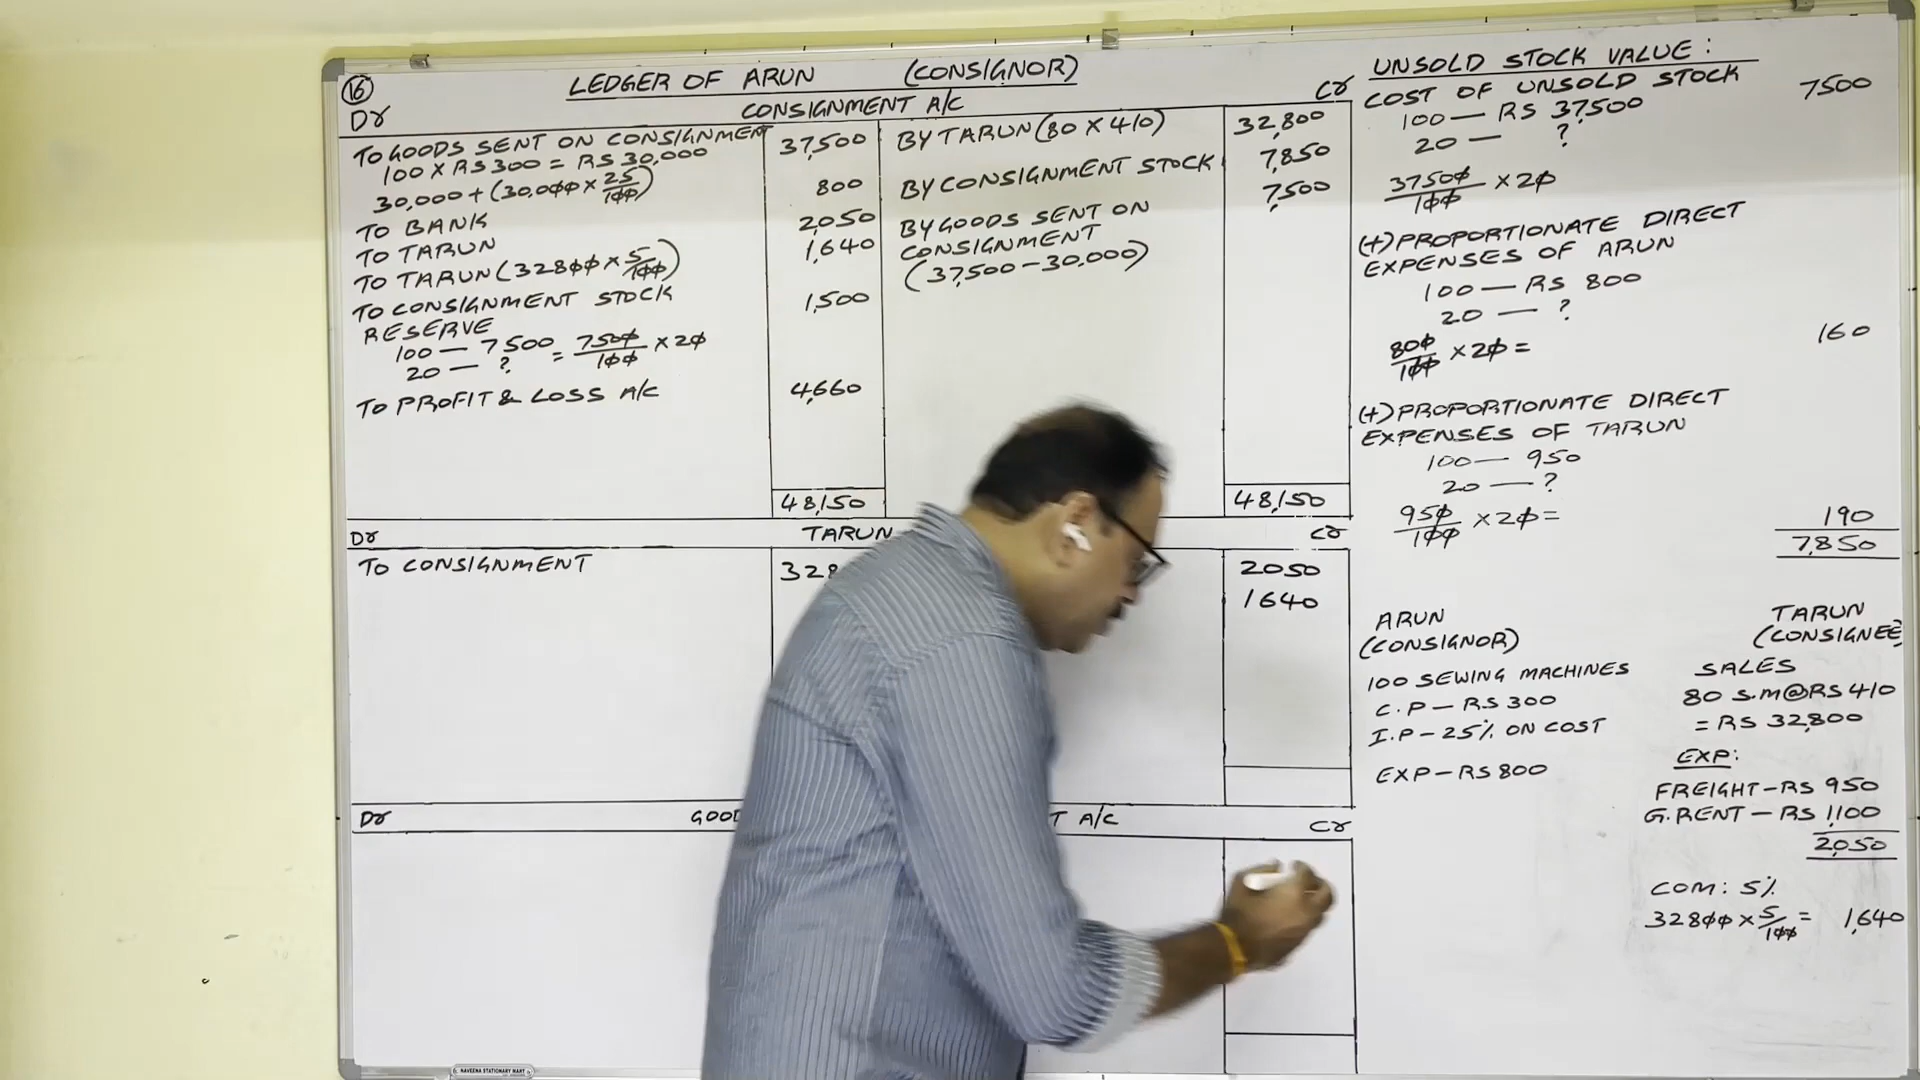 16
LEDGER OF ARUN (CONSIGNOR)
Dr CONSIGNMENT A/C Cr
TO GOODS SENT ON CONSIGNMENT 37,500
100 X RS 300 = RS 30,000
30,000 + (30,000 X 25/100)
TO BANK 800
TO TARUN 2,050
TO TARUN (32800 X 5/100) 1,640
TO CONSIGNMENT STOCK RESERVE 1,500
100 — 7500 = 7500/100 X 20
20 — ?
TO PROFIT & LOSS A/C 4,660
48,150
BY TARUN (80 X 410) 32,800
BY CONSIGNMENT STOCK 7,850
BY GOODS SENT ON 7,500
CONSIGNMENT
(37,500 – 30,000)
48,150
Dr TARUN Cr
TO CONSIGNMENT 328
2050
1640
Dr GOOD T A/C Cr
UNSOLD STOCK VALUE :
COST OF UNSOLD STOCK 7500
100 — RS 37,500
20 — ?
37500/100 X 20
(+) PROPORTIONATE DIRECT
EXPENSES OF ARUN
100 — RS 800
20 — ?
800/100 X 20 = 160
(+) PROPORTIONATE DIRECT
EXPENSES OF TARUN
100 — 950
20 — ?
950/100 X 20 = 190
7,850
ARUN
(CONSIGNOR)
100 SEWING MACHINES
C.P – RS 300
I.P – 25% ON COST
EXP – RS 800
TARUN
(CONSIGNEE)
SALES
80 S.M @ RS 410
= RS 32,800
EXP:
FREIGHT – RS 950
G.RENT – RS 1,100
2,050
COM: 5%
32800 X 5/100 = 1,640
NAVEENA STATIONARY MART